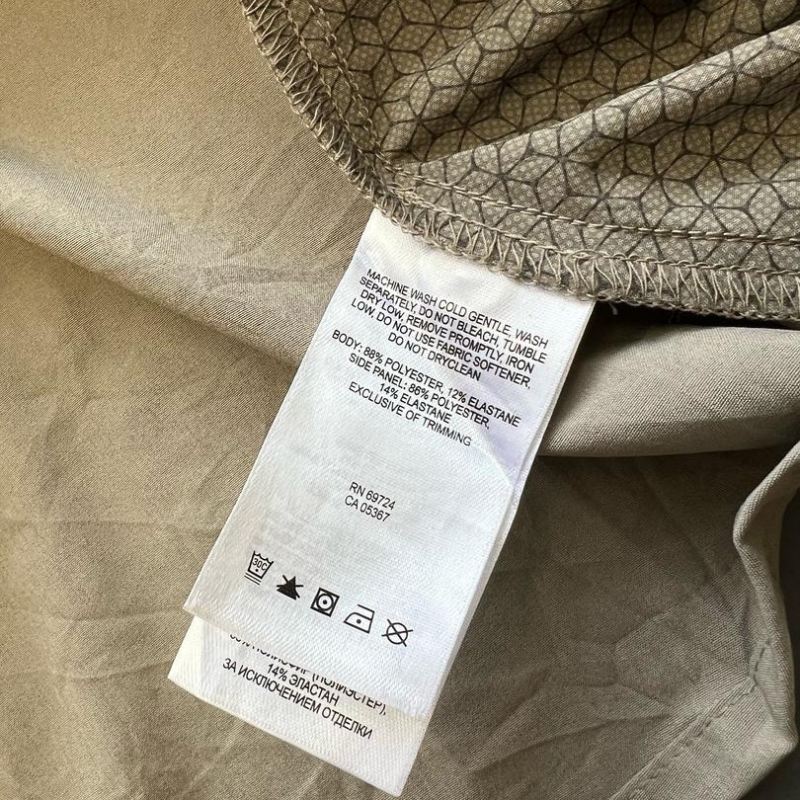 MACHINE WASH COLD GENTLE. WASH
SEPARATELY. DO NOT BLEACH. TUMBLE
DRY LOW, REMOVE PROMPTLY. IRON
LOW. DO NOT USE FABRIC SOFTENER,
DO NOT DRYCLEAN
BODY: 88% POLYESTER, 12% ELASTANE
SIDE PANEL: 86% POLYESTER,
14% ELASTANE
EXCLUSIVE OF TRIMMING
RN 69724
CA 05367
30C
(ПОЛИЭСТЕР),
14% ЭЛАСТАН
ЗА ИСКЛЮЧЕНИЕМ ОТДЕЛКИ